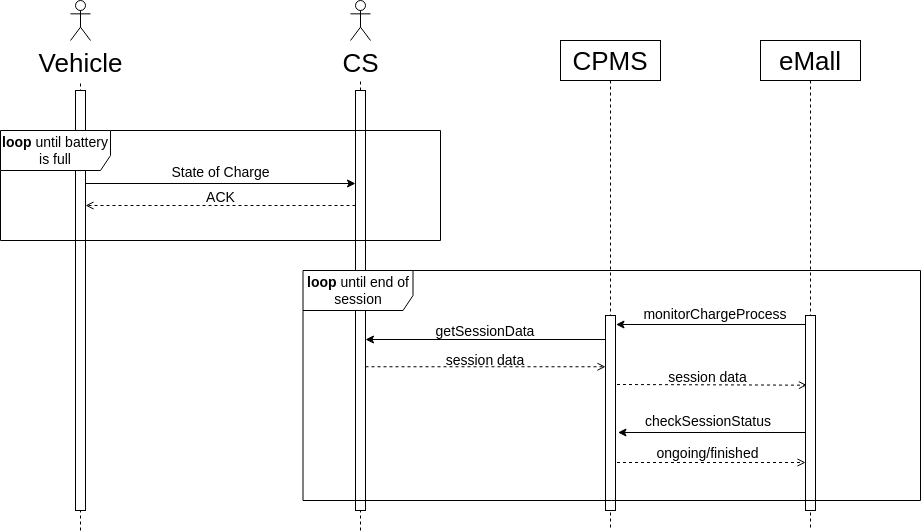 Vehicle
CS
CPMS
eMall
loop until battery
is full
State of Charge
ACK
loop until end of
session
monitorChargeProcess
getSessionData
session data
session data
checkSessionStatus
ongoing/finished